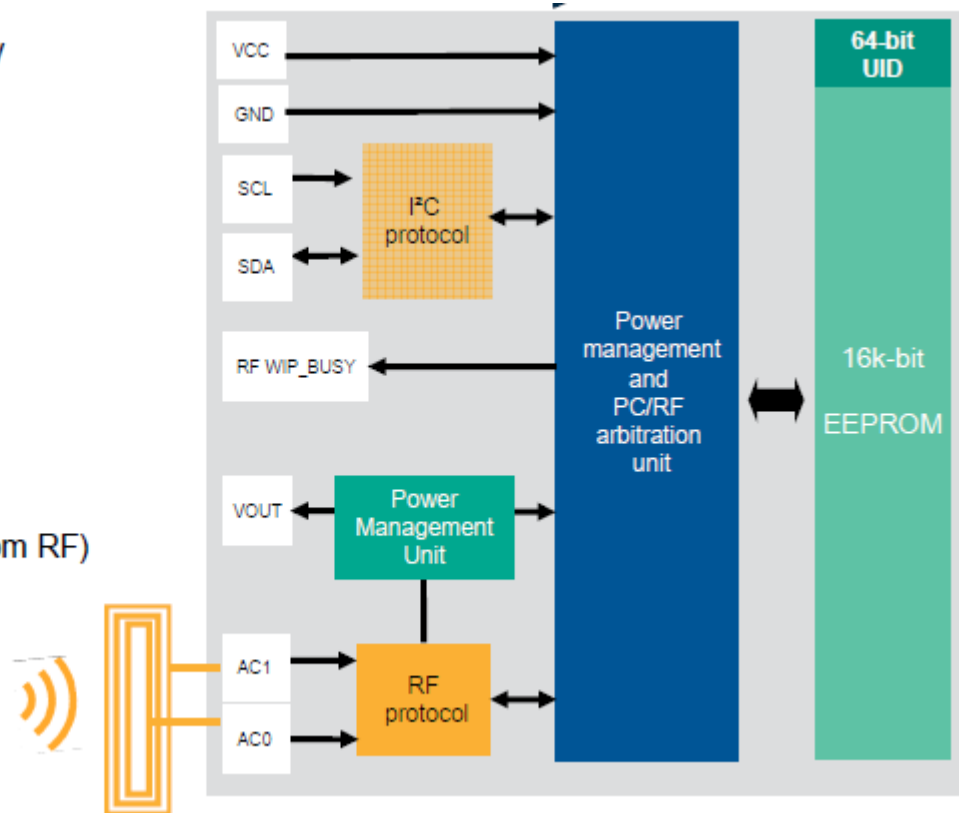 VCC
GND
SCL
SDA
I²C
protocol
RF WIP_BUSY
VOUT
Power
Management
Unit
om RF)
AC1
AC0
RF
protocol
Power
management
and
PC/RF
arbitration
unit
64-bit
UID
16k-bit
EEPROM